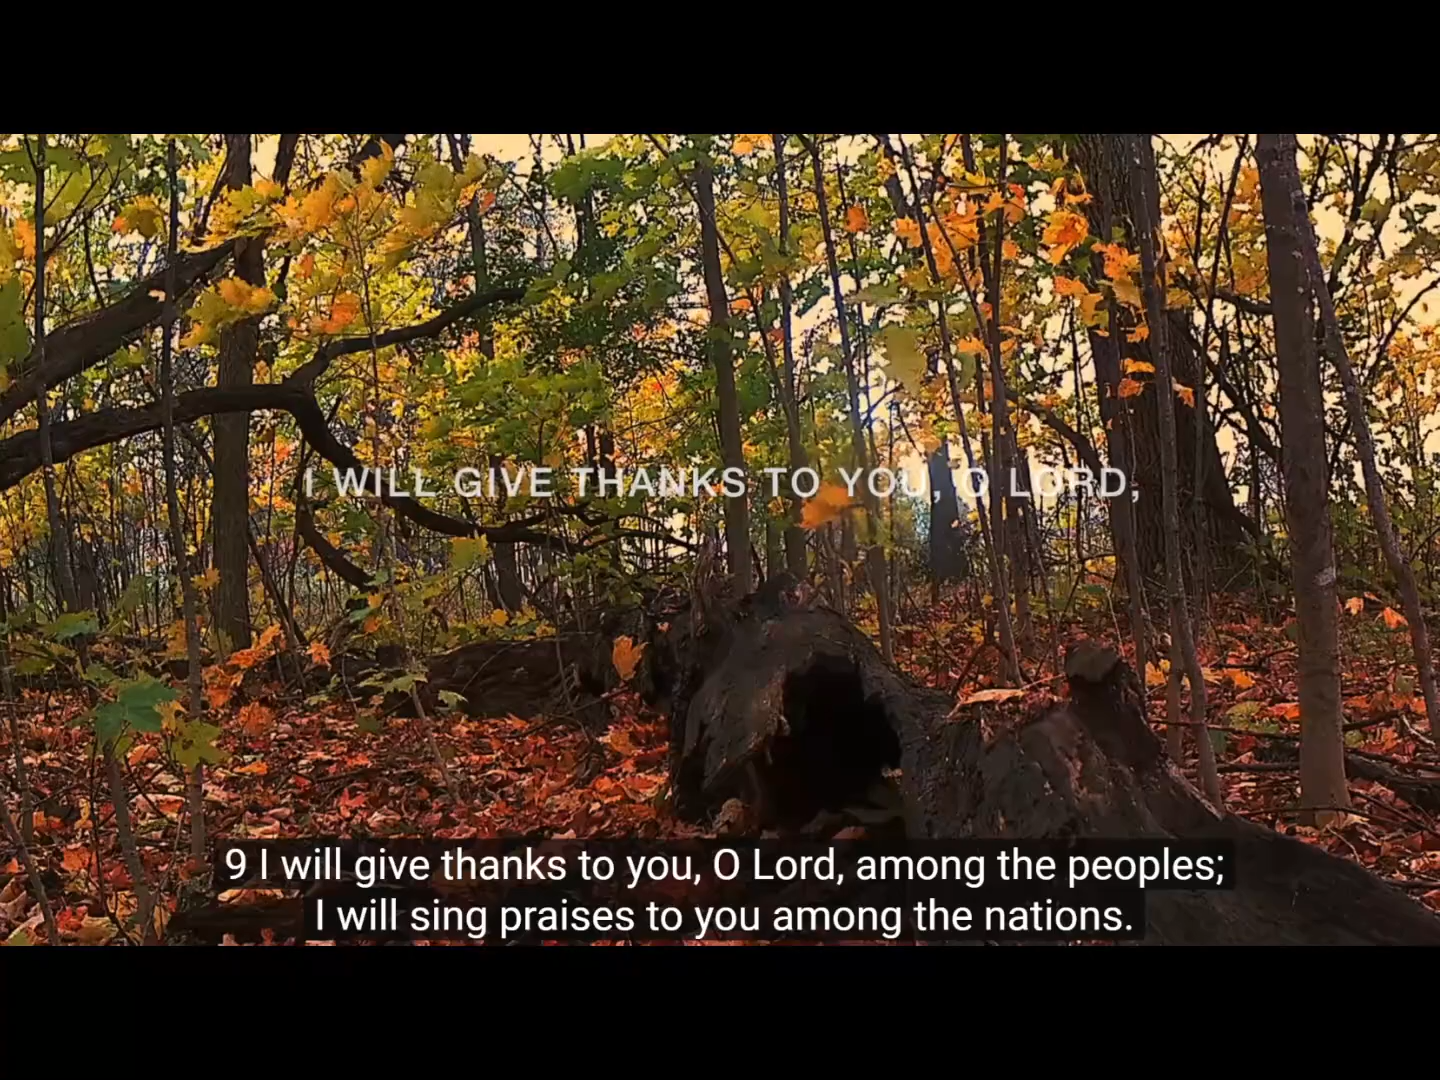 I WILL GIVE THANKS TO YOU, O LORD,
9 I will give thanks to you, O Lord, among the peoples;
I will sing praises to you among the nations.